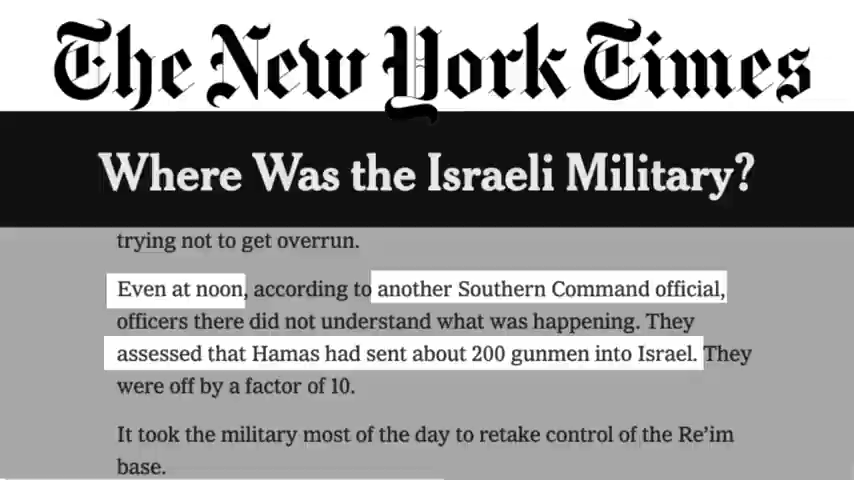 The New York Times
Where Was the Israeli Military?
trying not to get overrun.
Even at noon, according to another Southern Command official,
officers there did not understand what was happening. They
assessed that Hamas had sent about 200 gunmen into Israel. They
were off by a factor of 10.
It took the military most of the day to retake control of the Re’im
base.